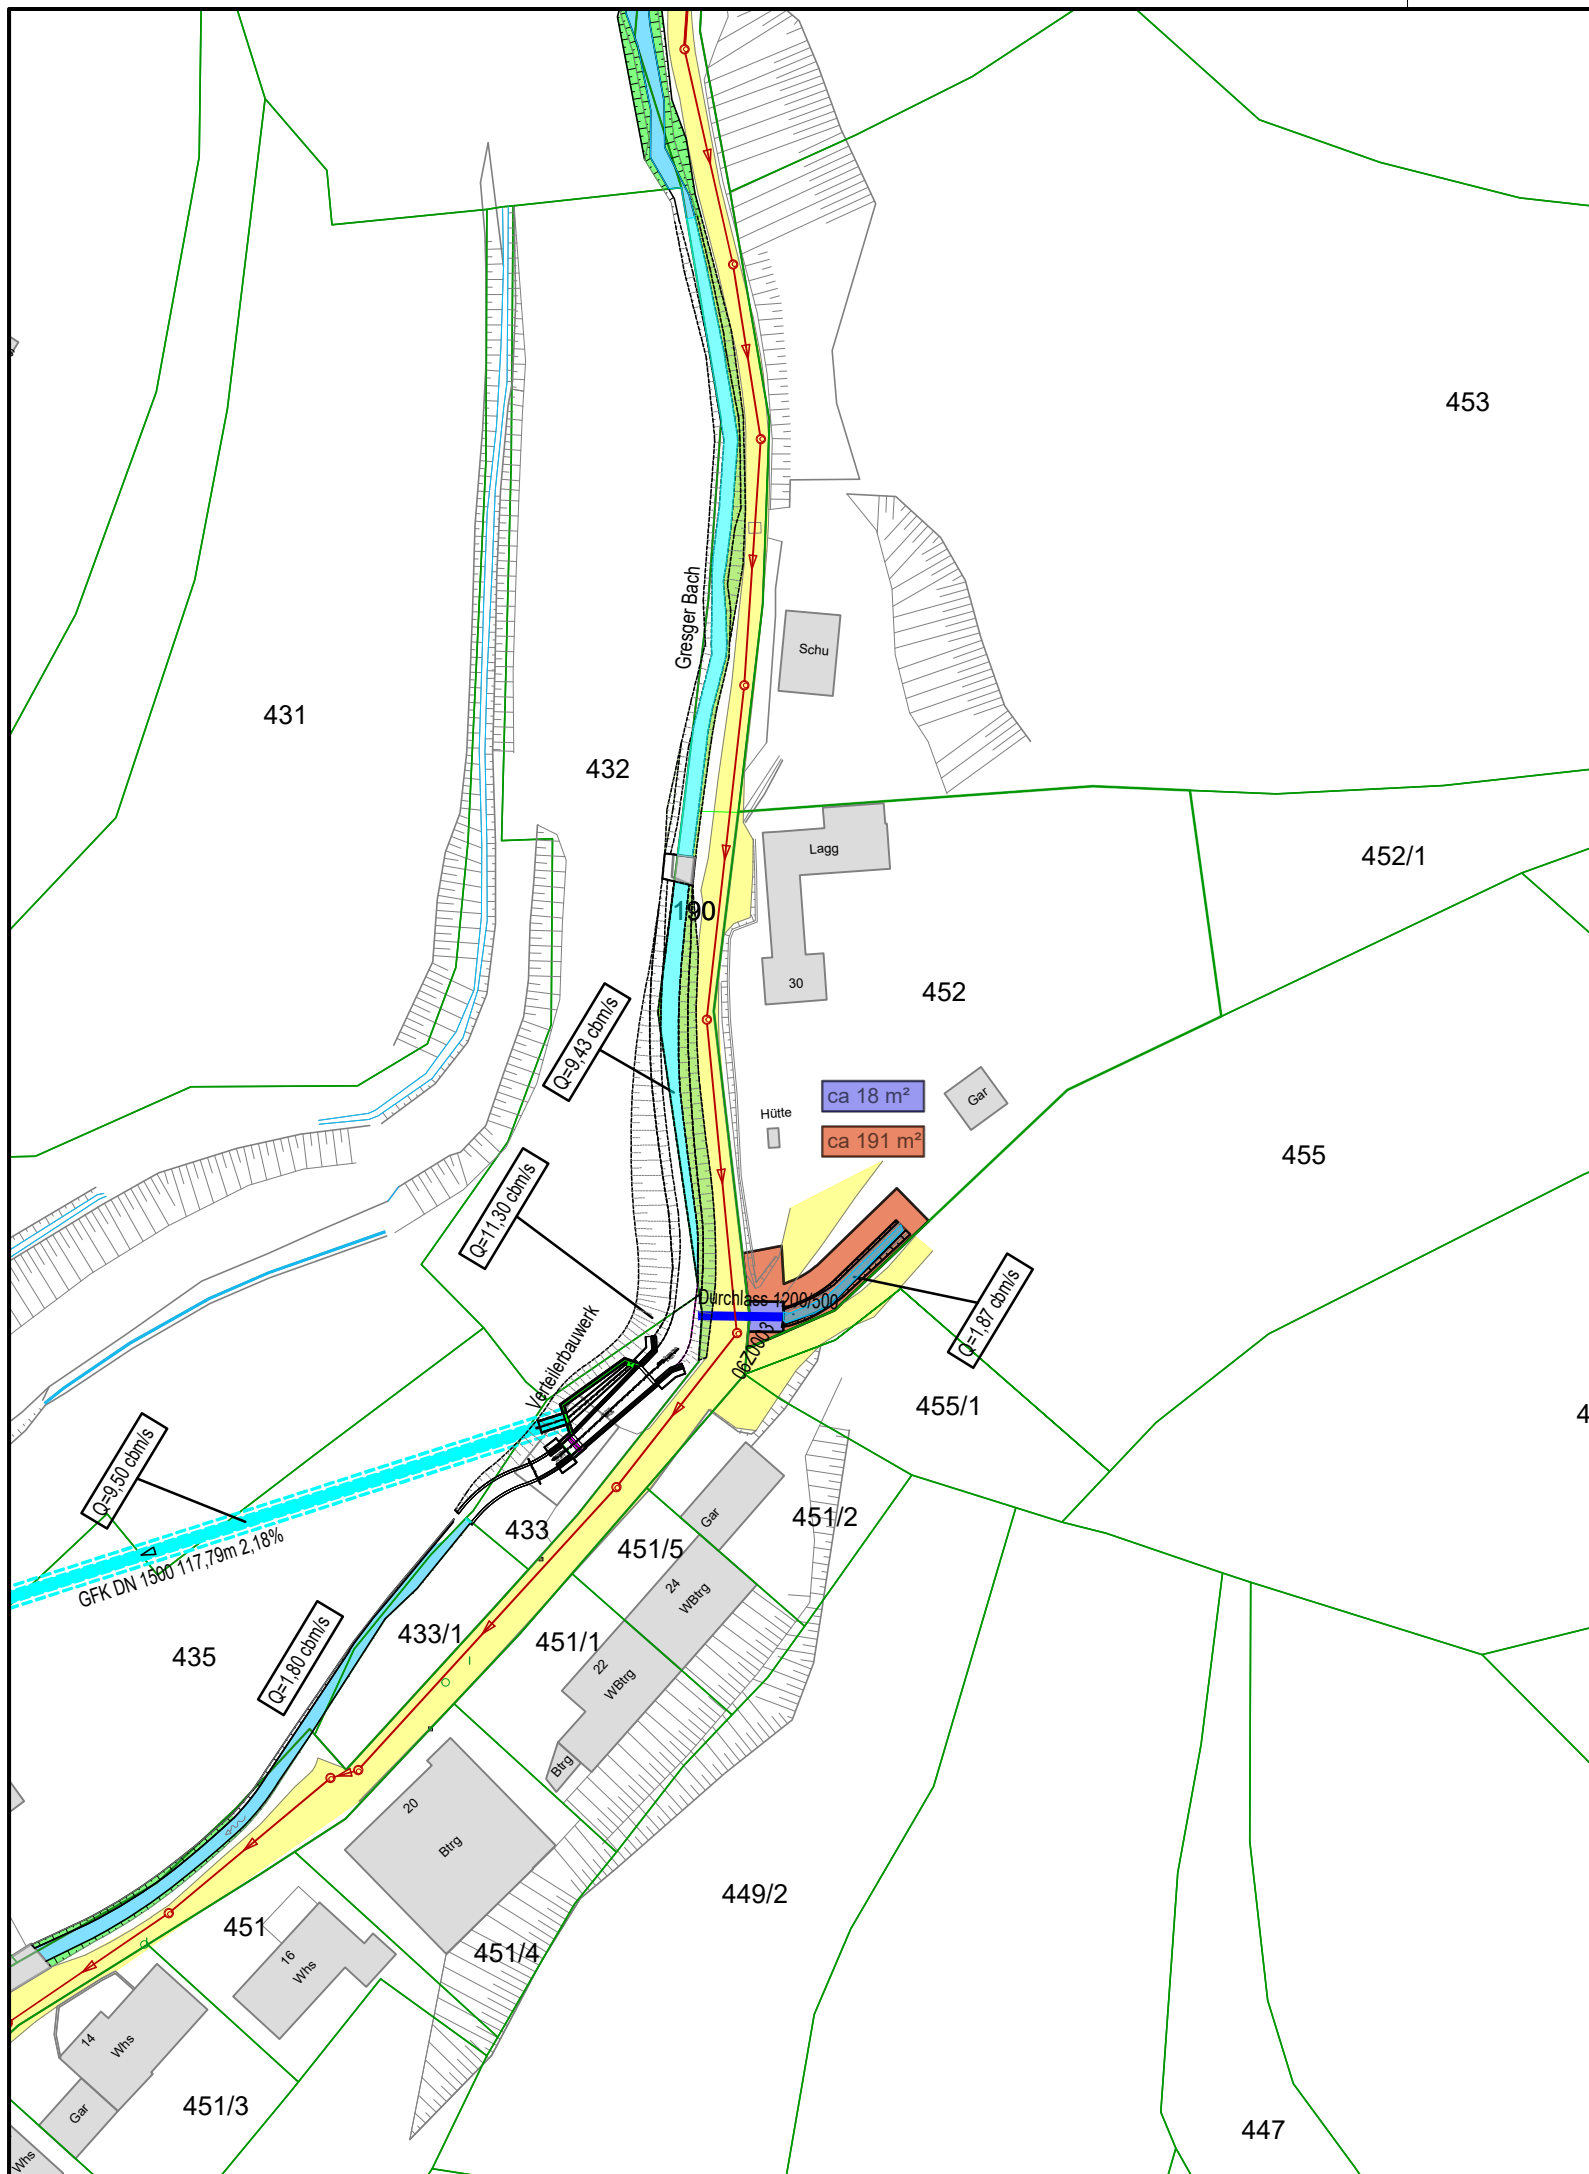 453
Schu
Gresger Bach
431
432
Lagg
452/1
190
30
452
Q=9,43 cbm/s
ca 18 m²
Gar
Hütte
ca 191 m²
455
Q=11,30 cbm/s
Durchlass 1200/500
Q=1,87 cbm/s
06Z0003
Verteilerbauwerk
455/1
4
Q=9,50 cbm/s
GFK DN 1500 117,79m 2,18%
433
Gar
451/2
451/5
24
WBtrg
433/1
451/1
435
22
WBtrg
Q=1,80 cbm/s
Btrg
20
Btrg
449/2
451
451/4
16
Whs
14
Whs
Gar
451/3
447
Whs